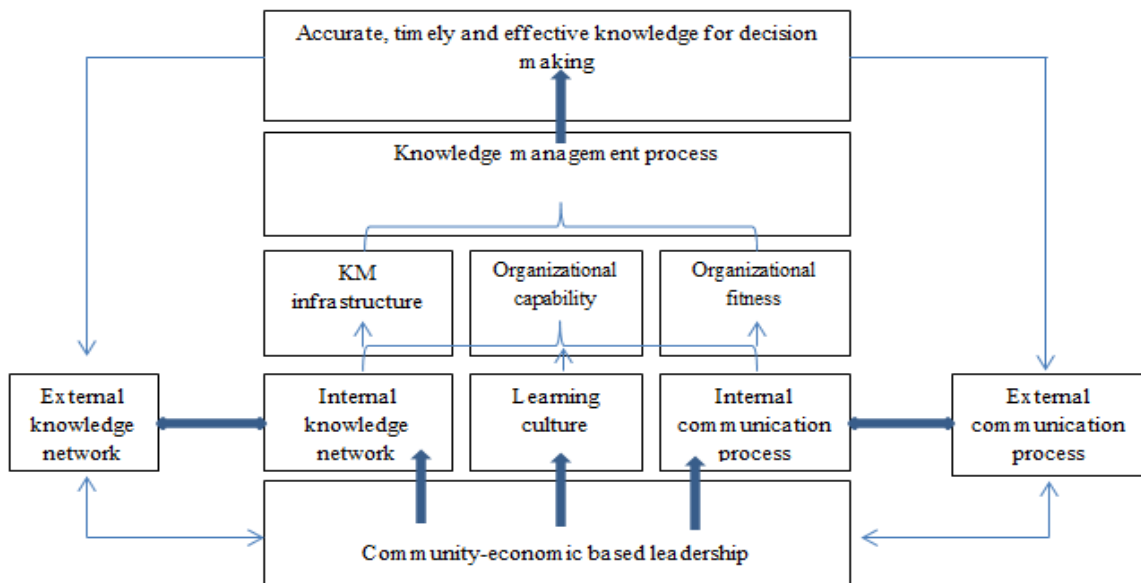 Accurate, timely and effective knowledge for decision
making
Knowledge management process
KM
infrastructure
Organizational
capability
Organizational
fitness
External
knowledge
network
Internal
knowledge
network
Learning
culture
Internal
communication
process
External
communication
process
Community-economic based leadership